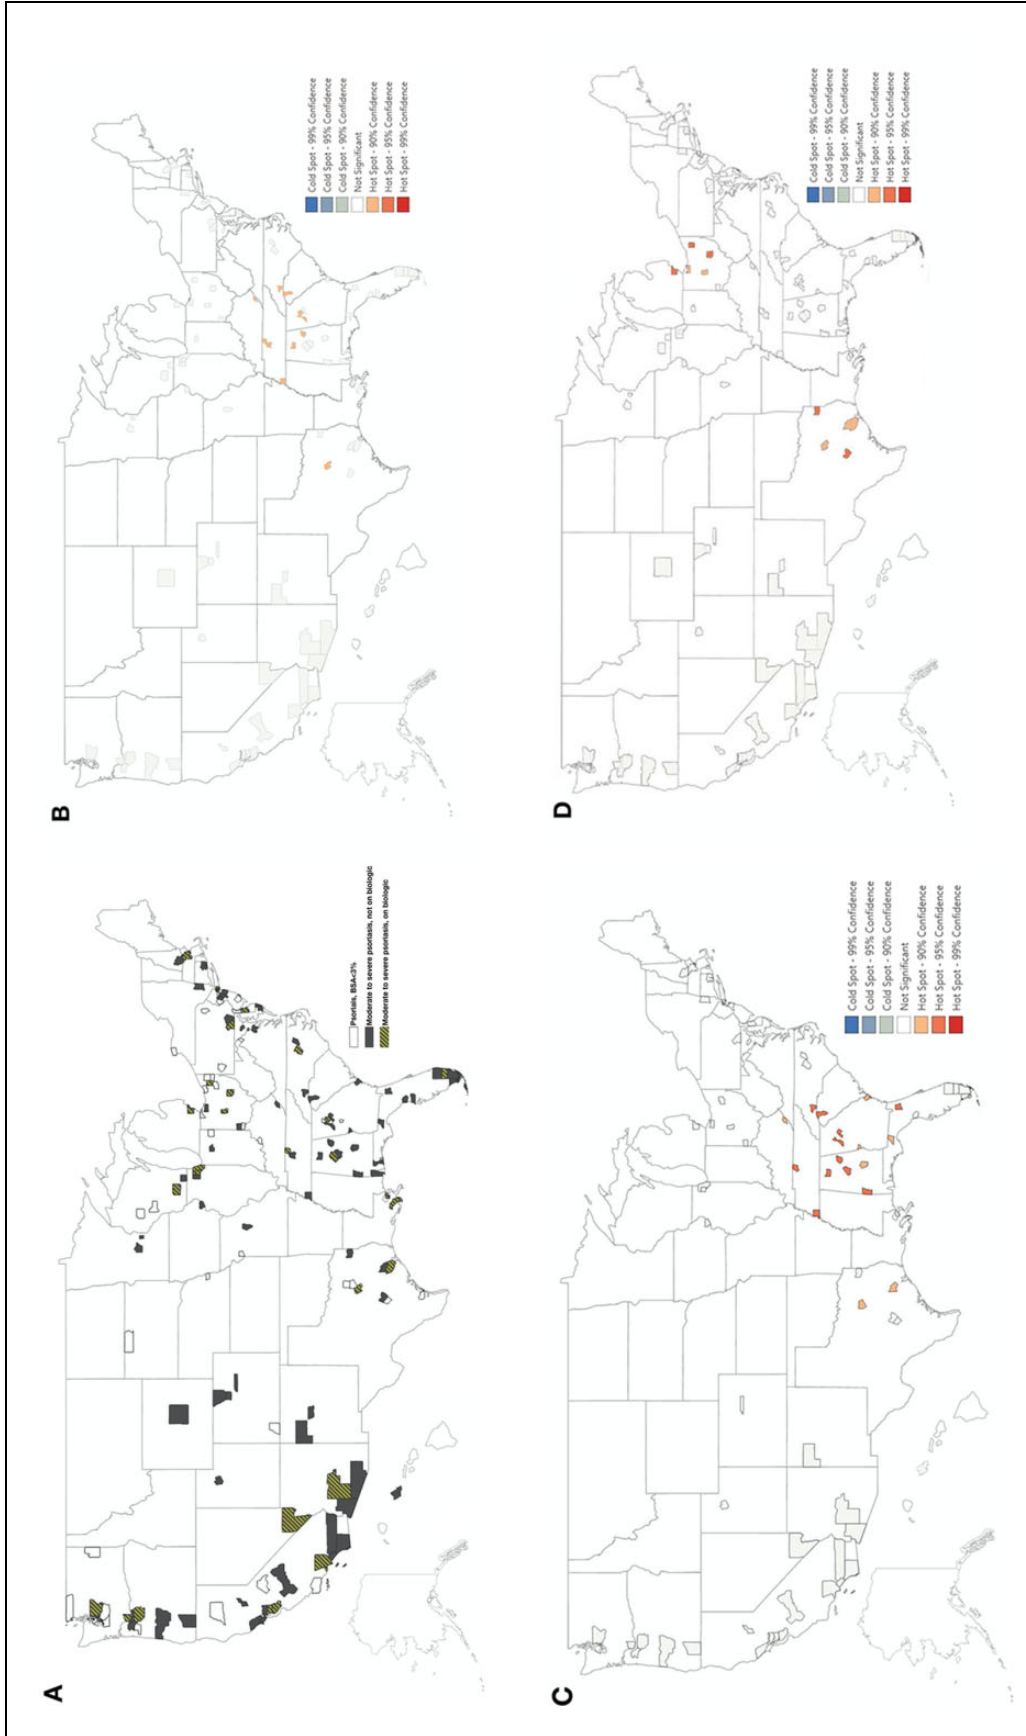 A
Psoriais, BSA<3%
Moderate to severe psoriasis, not on biologic
Moderate to severe psoriasis, on biologic
B
Cold Spot - 99% Confidence
Cold Spot - 95% Confidence
Cold Spot - 90% Confidence
Not Significant
Hot Spot - 90% Confidence
Hot Spot - 95% Confidence
Hot Spot - 99% Confidence
C
Cold Spot - 99% Confidence
Cold Spot - 95% Confidence
Cold Spot - 90% Confidence
Not Significant
Hot Spot - 90% Confidence
Hot Spot - 95% Confidence
Hot Spot - 99% Confidence
D
Cold Spot - 99% Confidence
Cold Spot - 95% Confidence
Cold Spot - 90% Confidence
Not Significant
Hot Spot - 90% Confidence
Hot Spot - 95% Confidence
Hot Spot - 99% Confidence